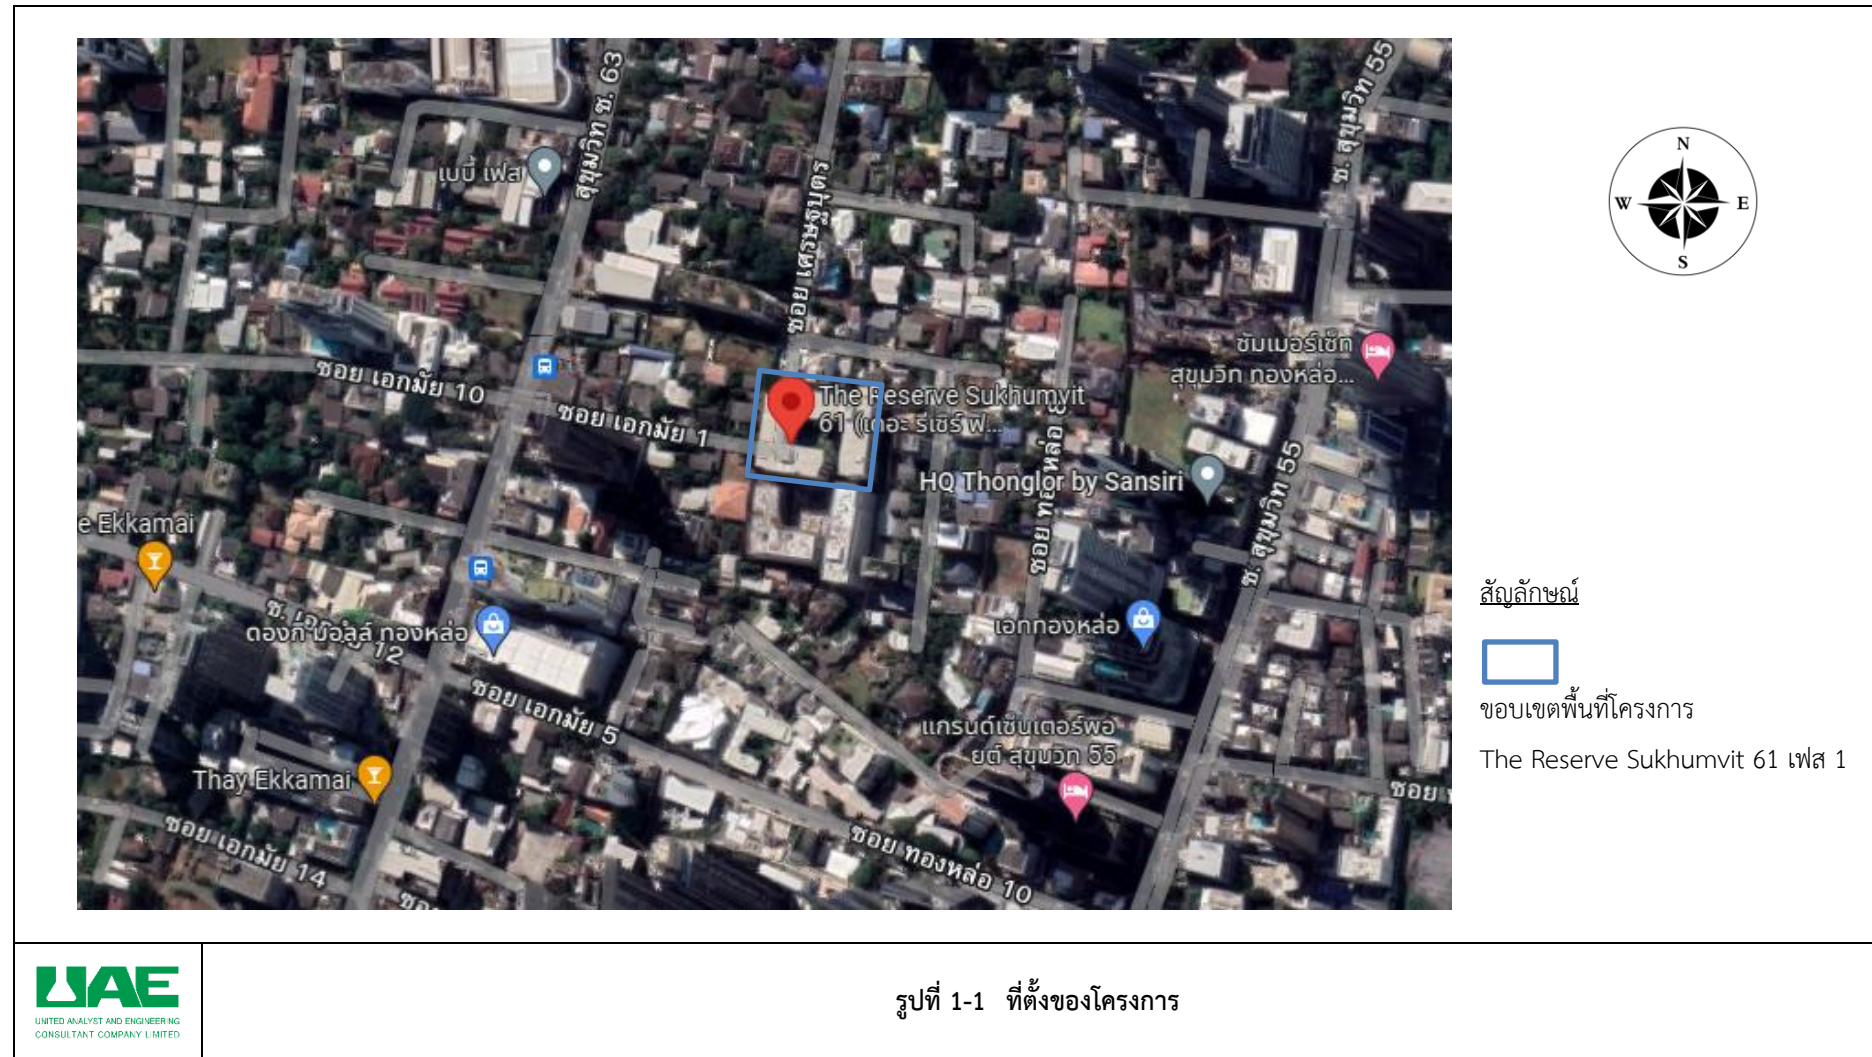 สุขุมวิท ซ. 63
ซ. สุขุมวิท 55
เบบี้ เฟส
ซอย เศรษฐบุตร
N
W
E
S
ซัมเมอร์เซ็ท
สุขุมวิท ทองหล่อ...
ซอย เอกมัย 10
ซอย เอกมัย 1
The Reserve Sukhumvit
61 (เดอะ รีเซิร์ฟ...
HQ Thonglor by Sansiri
ซ. สุขุมวิท 55
e Ekkamai
12
ดองกิ มอลล์ ทองหล่อ
เอททองหล่อ
ซอย เอกมัย 5
แกรนด์เซ็นเตอร์พอ
ยต์ สุขุมวิท 55
Thay Ekkamai
ซอย เอกมัย 14
ซอย ทองหล่อ 10
ซอย
สัญลักษณ์
ขอบเขตพื้นที่โครงการ
The Reserve Sukhumvit 61 เฟส 1
UAE
UNITED ANALYST AND ENGINEERING
CONSULTANT COMPANY LIMITED
รูปที่ 1-1 ที่ตั้งของโครงการ